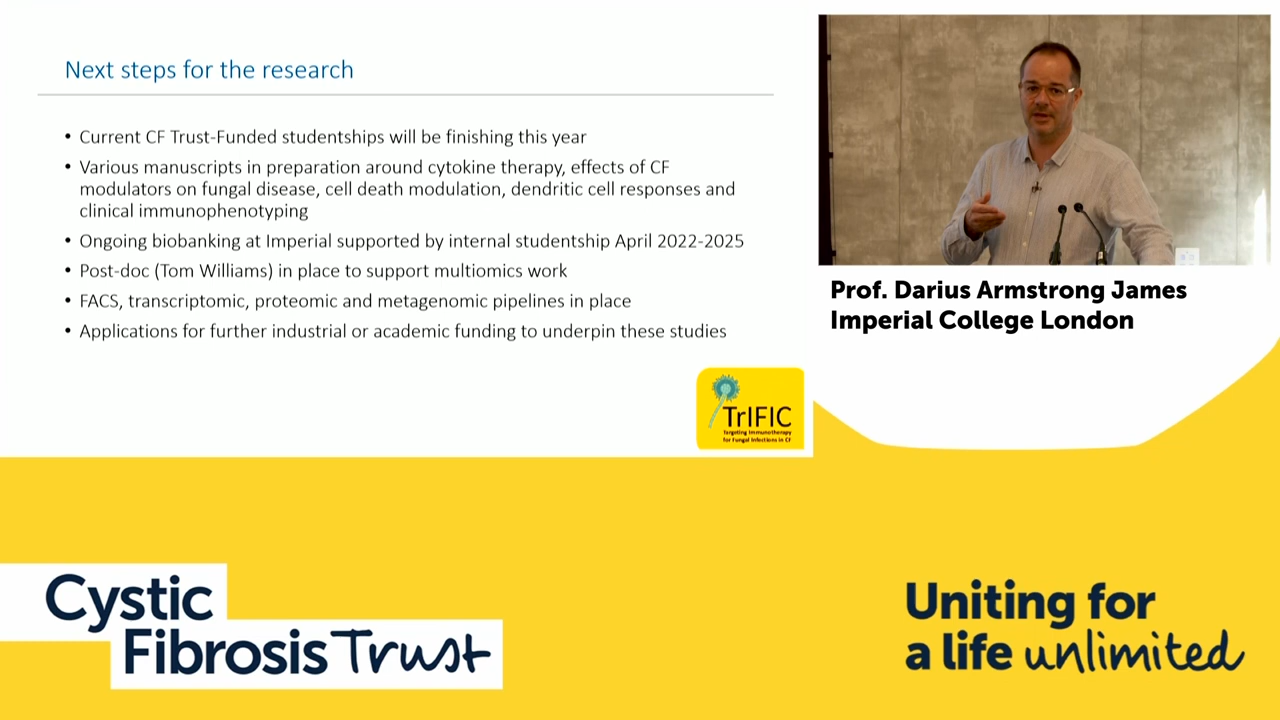 Next steps for the research
• Current CF Trust-Funded studentships will be finishing this year
• Various manuscripts in preparation around cytokine therapy, effects of CF
modulators on fungal disease, cell death modulation, dendritic cell responses and
clinical immunophenotyping
• Ongoing biobanking at Imperial supported by internal studentship April 2022-2025
• Post-doc (Tom Williams) in place to support multiomics work
• FACS, transcriptomic, proteomic and metagenomic pipelines in place
• Applications for further industrial or academic funding to underpin these studies
TrIFIC
Targeting Immunotherapy
for Fungal Infections in CF
Prof. Darius Armstrong James
Imperial College London
Cystic
Fibrosis Trust
Uniting for
a life unlimited